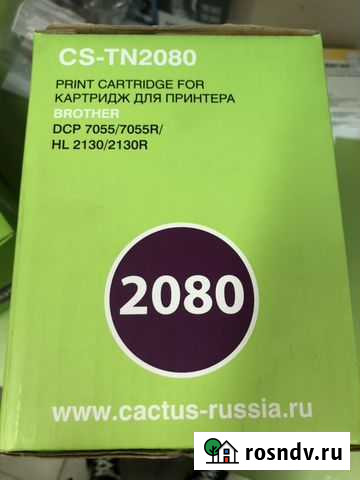 CS-TN2080
PRINT CARTRIDGE FOR
КАРТРИДЖ ДЛЯ ПРИНТЕРА
BROTHER
DCP 7055/7055R/
HL 2130/2130R
2080
www.cactus-russia.ru
rosndv.ru